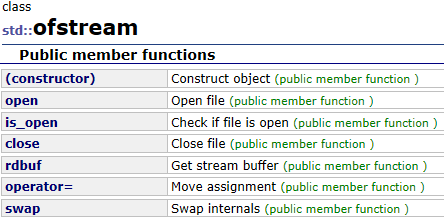 class
std::ofstream
Public member functions
(constructor) Construct object (public member function )
open Open file (public member function )
is_open Check if file is open (public member function )
close Close file (public member function )
rdbuf Get stream buffer (public member function )
operator= Move assignment (public member function )
swap Swap internals (public member function )